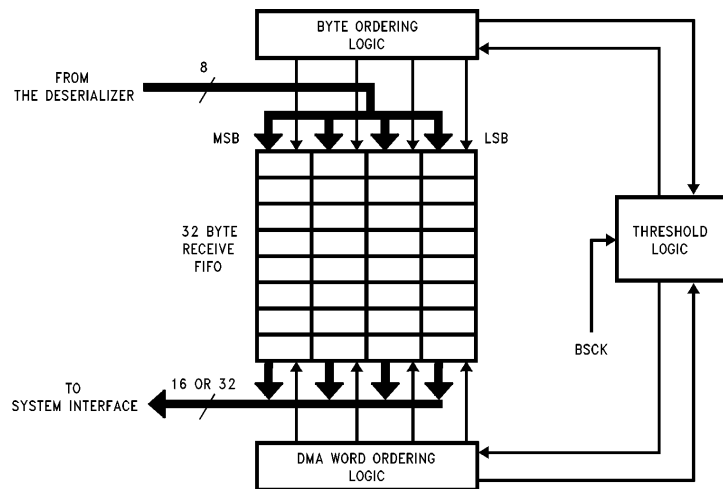 BYTE ORDERING
LOGIC
FROM
THE DESERIALIZER
8
MSB
LSB
32 BYTE
RECEIVE
FIFO
THRESHOLD
LOGIC
BSCK
TO
SYSTEM INTERFACE
16 OR 32
DMA WORD ORDERING
LOGIC